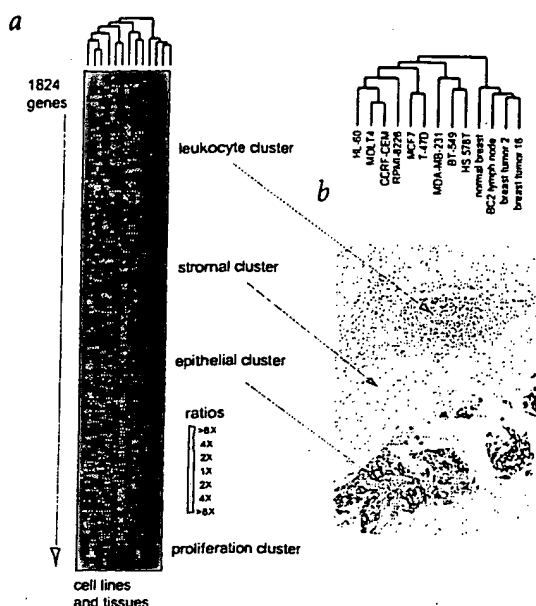 a
1824
genes
leukocyte cluster
stromal cluster
epithelial cluster
ratios
>8X
4X
2X
1X
2X
4X
>8X
proliferation cluster
cell lines
and tissues
HL-60
MOLT4
CCRF-CEM
RPMI-8226
MCF7
T-47D
MDA-MB-231
BT-549
HS 578T
normal breast
BC2 lymph node
breast tumor 2
breast tumor 16
b